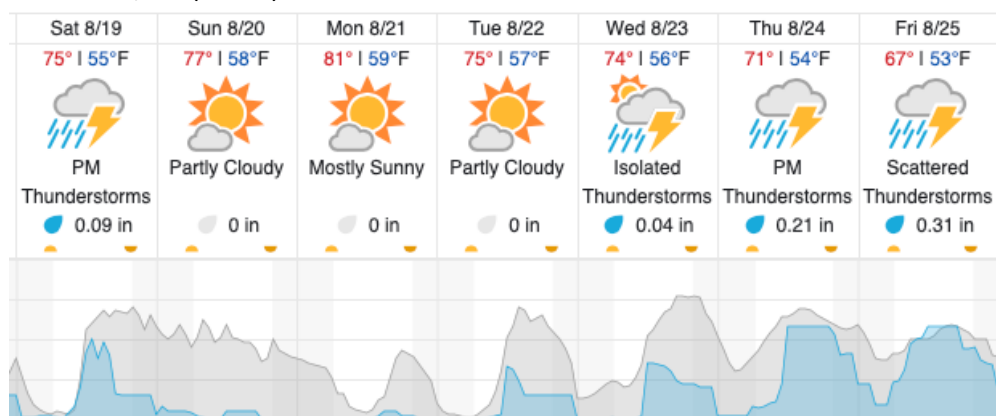 Sat 8/19 Sun 8/20 Mon 8/21 Tue 8/22 Wed 8/23 Thu 8/24 Fri 8/25
75° | 55°F 77° | 58°F 81° | 59°F 75° | 57°F 74° | 56°F 71° | 54°F 67° | 53°F
PM Partly Cloudy Mostly Sunny Partly Cloudy Isolated PM Scattered
Thunderstorms Thunderstorms Thunderstorms Thunderstorms
0.09 in 0 in 0 in 0 in 0.04 in 0.21 in 0.31 in